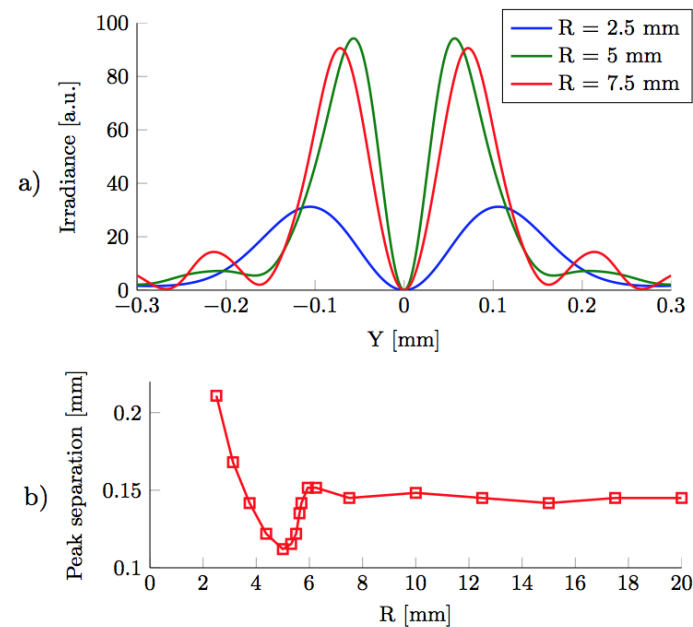 R = 2.5 mm
R = 5 mm
R = 7.5 mm
a)
Irradiance [a.u.]
100
80
60
40
20
0
−0.3 −0.2 −0.1 0 0.1 0.2 0.3
Y [mm]
b)
Peak separation [mm]
0.2
0.15
0.1
0 2 4 6 8 10 12 14 16 18 20
R [mm]